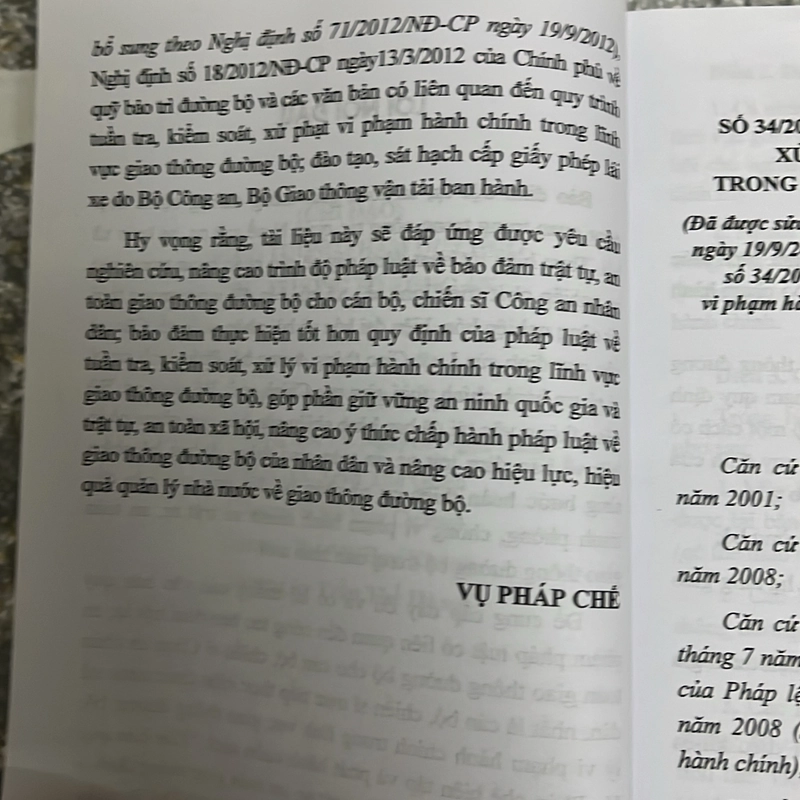 bổ sung theo Nghị định số 71/2012/NĐ-CP ngày 19/9/2012),
Nghị định số 18/2012/NĐ-CP ngày13/3/2012 của Chính phủ về
quỹ bảo trì đường bộ và các văn bản có liên quan đến quy trình
tuần tra, kiểm soát, xử phạt vi phạm hành chính trong lĩnh
vực giao thông đường bộ; đào tạo, sát hạch cấp giấy phép lái
xe do Bộ Công an, Bộ Giao thông vận tải ban hành.
Hy vọng rằng, tài liệu này sẽ đáp ứng được yêu cầu
nghiên cứu, nâng cao trình độ pháp luật về bảo đảm trật tự, an
toàn giao thông đường bộ cho cán bộ, chiến sĩ Công an nhân
dân; bảo đảm thực hiện tốt hơn quy định của pháp luật về
tuần tra, kiểm soát, xử lý vi phạm hành chính trong lĩnh vực
giao thông đường bộ, góp phần giữ vững an ninh quốc gia và
trật tự, an toàn xã hội, nâng cao ý thức chấp hành pháp luật về
giao thông đường bộ của nhân dân và nâng cao hiệu lực, hiệu
quả quản lý nhà nước về giao thông đường bộ.
VỤ PHÁP CHẾ
SỐ 34/20
XỬ
TRONG
(Đã được sửa
ngày 19/9/2
số 34/20
vi phạm hà
Căn cứ
năm 2001;
Căn cứ
năm 2008;
Căn cứ
tháng 7 năm
của Pháp lệ
năm 2008 (
hành chính)